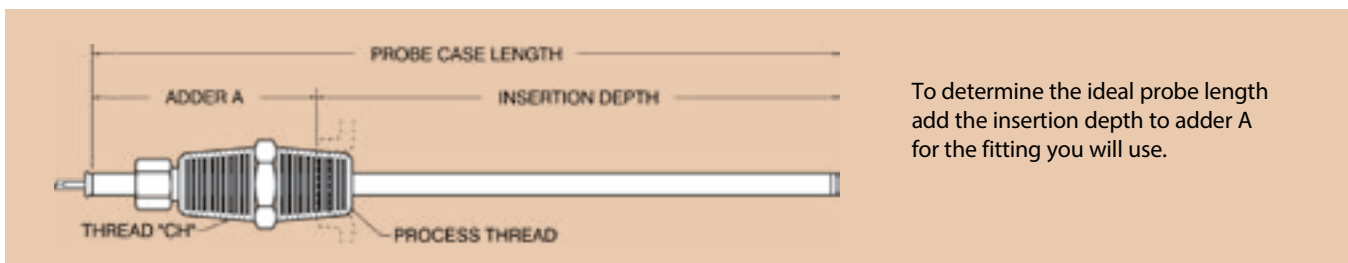 PROBE CASE LENGTH
ADDER A
INSERTION DEPTH
THREAD "CH"
PROCESS THREAD
To determine the ideal probe length
add the insertion depth to adder A
for the fitting you will use.